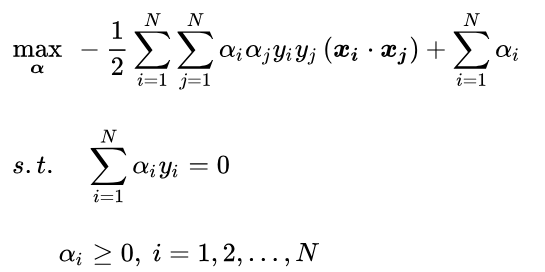 max_α − 1/2 ∑_{i=1}^{N} ∑_{j=1}^{N} α_i α_j y_i y_j (x_i · x_j) + ∑_{i=1}^{N} α_i
s.t. ∑_{i=1}^{N} α_i y_i = 0
α_i ≥ 0, i = 1, 2, . . . , N